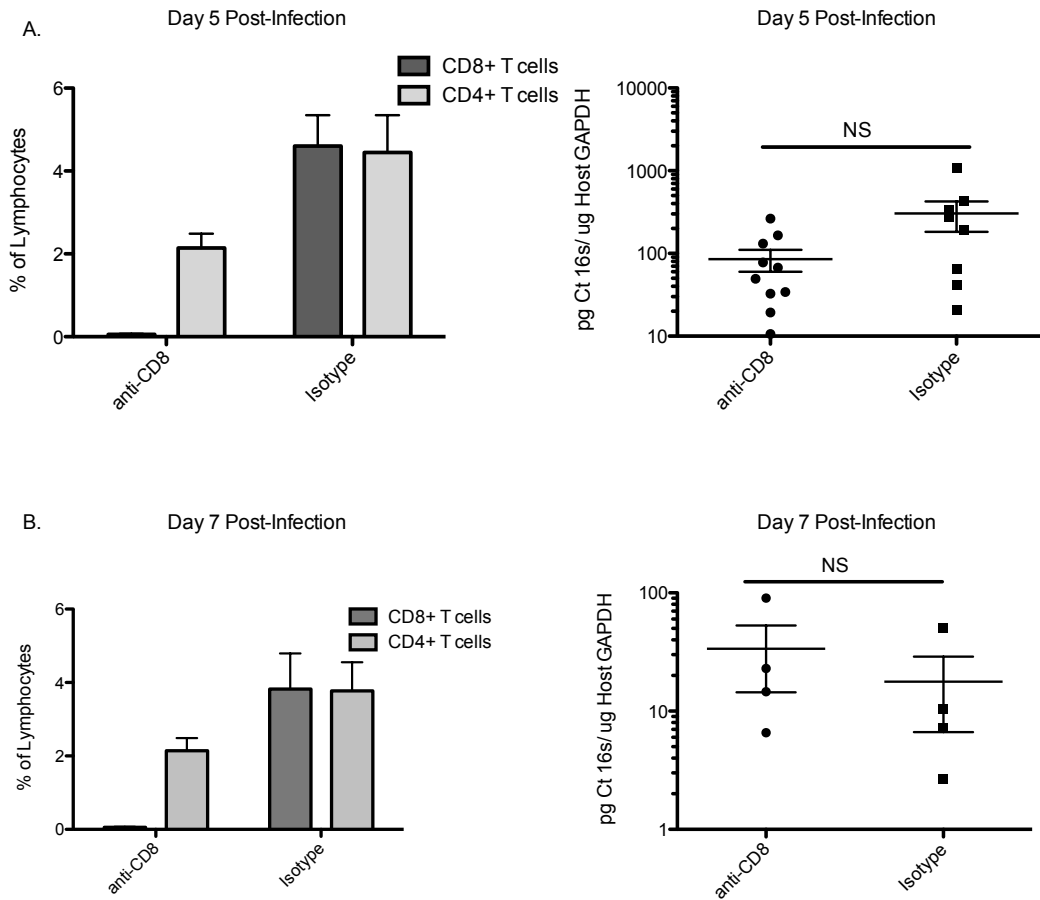 A.
Day 5 Post-Infection
CD8+ T cells
CD4+ T cells
% of Lymphocytes
6
4
2
0
anti-CD8
Isotype
Day 5 Post-Infection
pg Ct 16s/ ug Host GAPDH
10000
1000
100
10
NS
anti-CD8
Isotype
B.
Day 7 Post-Infection
CD8+ T cells
CD4+ T cells
% of Lymphocytes
6
4
2
0
anti-CD8
Isotype
Day 7 Post-Infection
NS
pg Ct 16s/ ug Host GAPDH
100
10
1
anti-CD8
Isotype